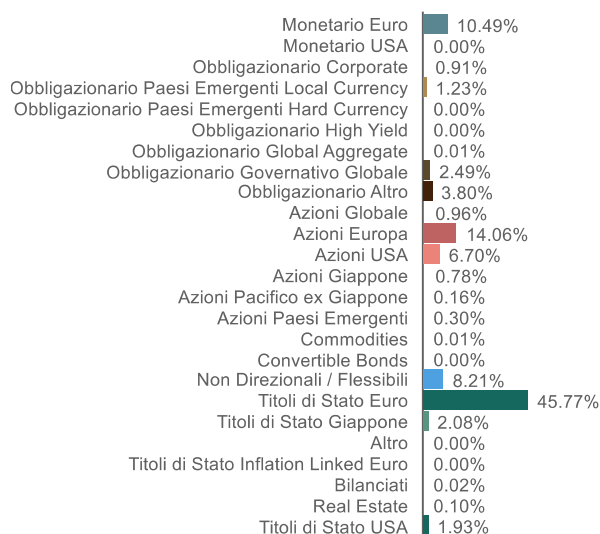 Monetario Euro 10.49%
Monetario USA 0.00%
Obbligazionario Corporate 0.91%
Obbligazionario Paesi Emergenti Local Currency 1.23%
Obbligazionario Paesi Emergenti Hard Currency 0.00%
Obbligazionario High Yield 0.00%
Obbligazionario Global Aggregate 0.01%
Obbligazionario Governativo Globale 2.49%
Obbligazionario Altro 3.80%
Azioni Globale 0.96%
Azioni Europa 14.06%
Azioni USA 6.70%
Azioni Giappone 0.78%
Azioni Pacifico ex Giappone 0.16%
Azioni Paesi Emergenti 0.30%
Commodities 0.01%
Convertible Bonds 0.00%
Non Direzionali / Flessibili 8.21%
Titoli di Stato Euro 45.77%
Titoli di Stato Giappone 2.08%
Altro 0.00%
Titoli di Stato Inflation Linked Euro 0.00%
Bilanciati 0.02%
Real Estate 0.10%
Titoli di Stato USA 1.93%